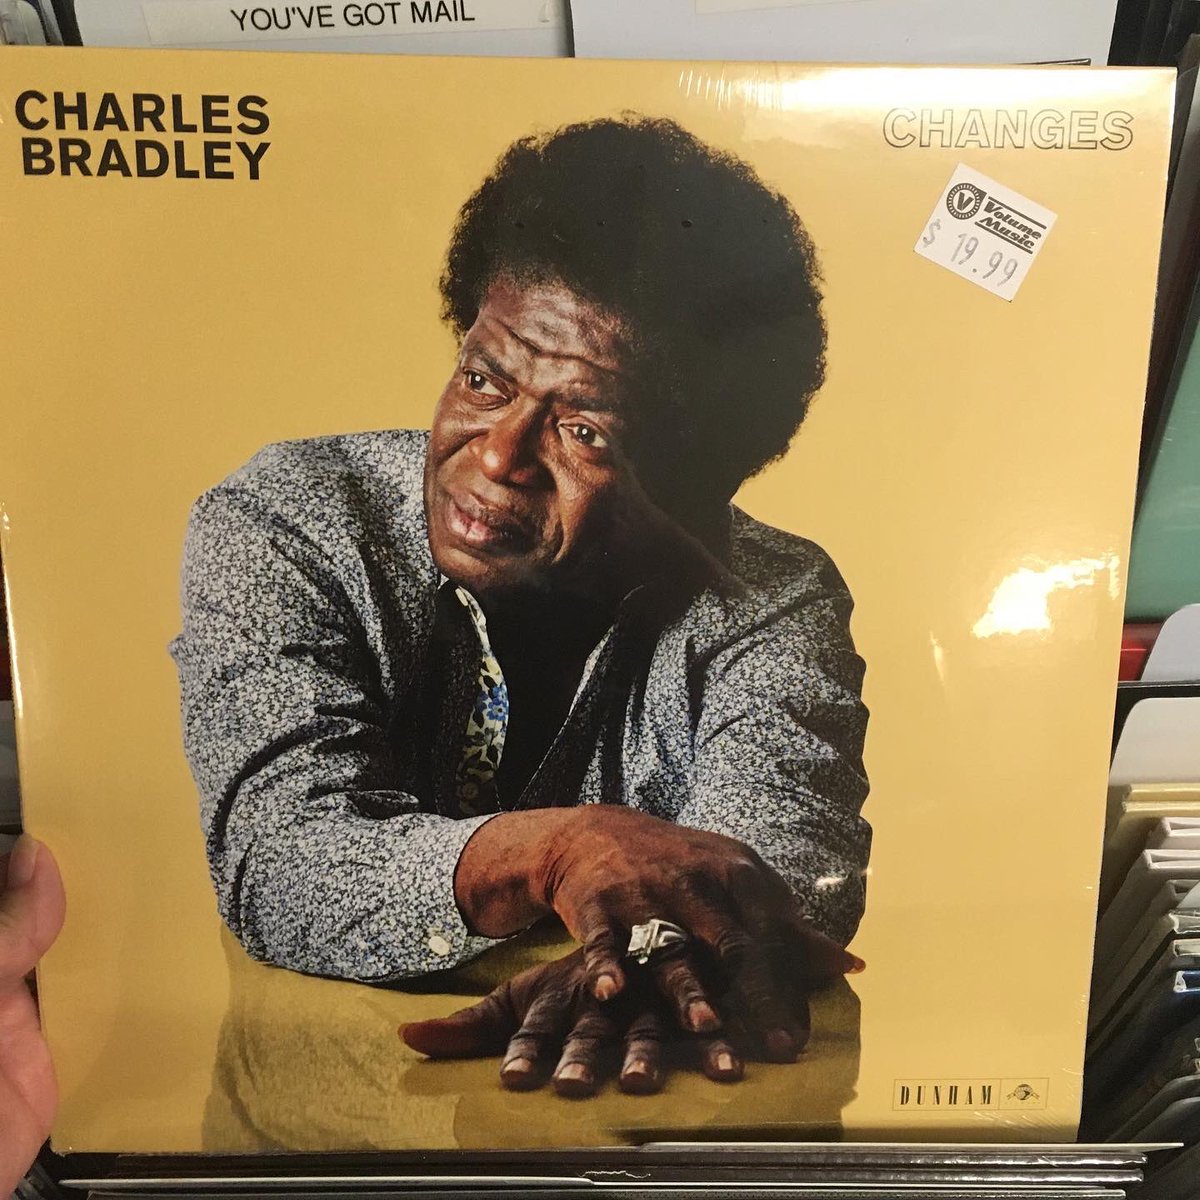 YOU'VE GOT MAIL
CHARLES
BRADLEY
CHANGES
V Volume
Music
$ 19.99
DUNHAM